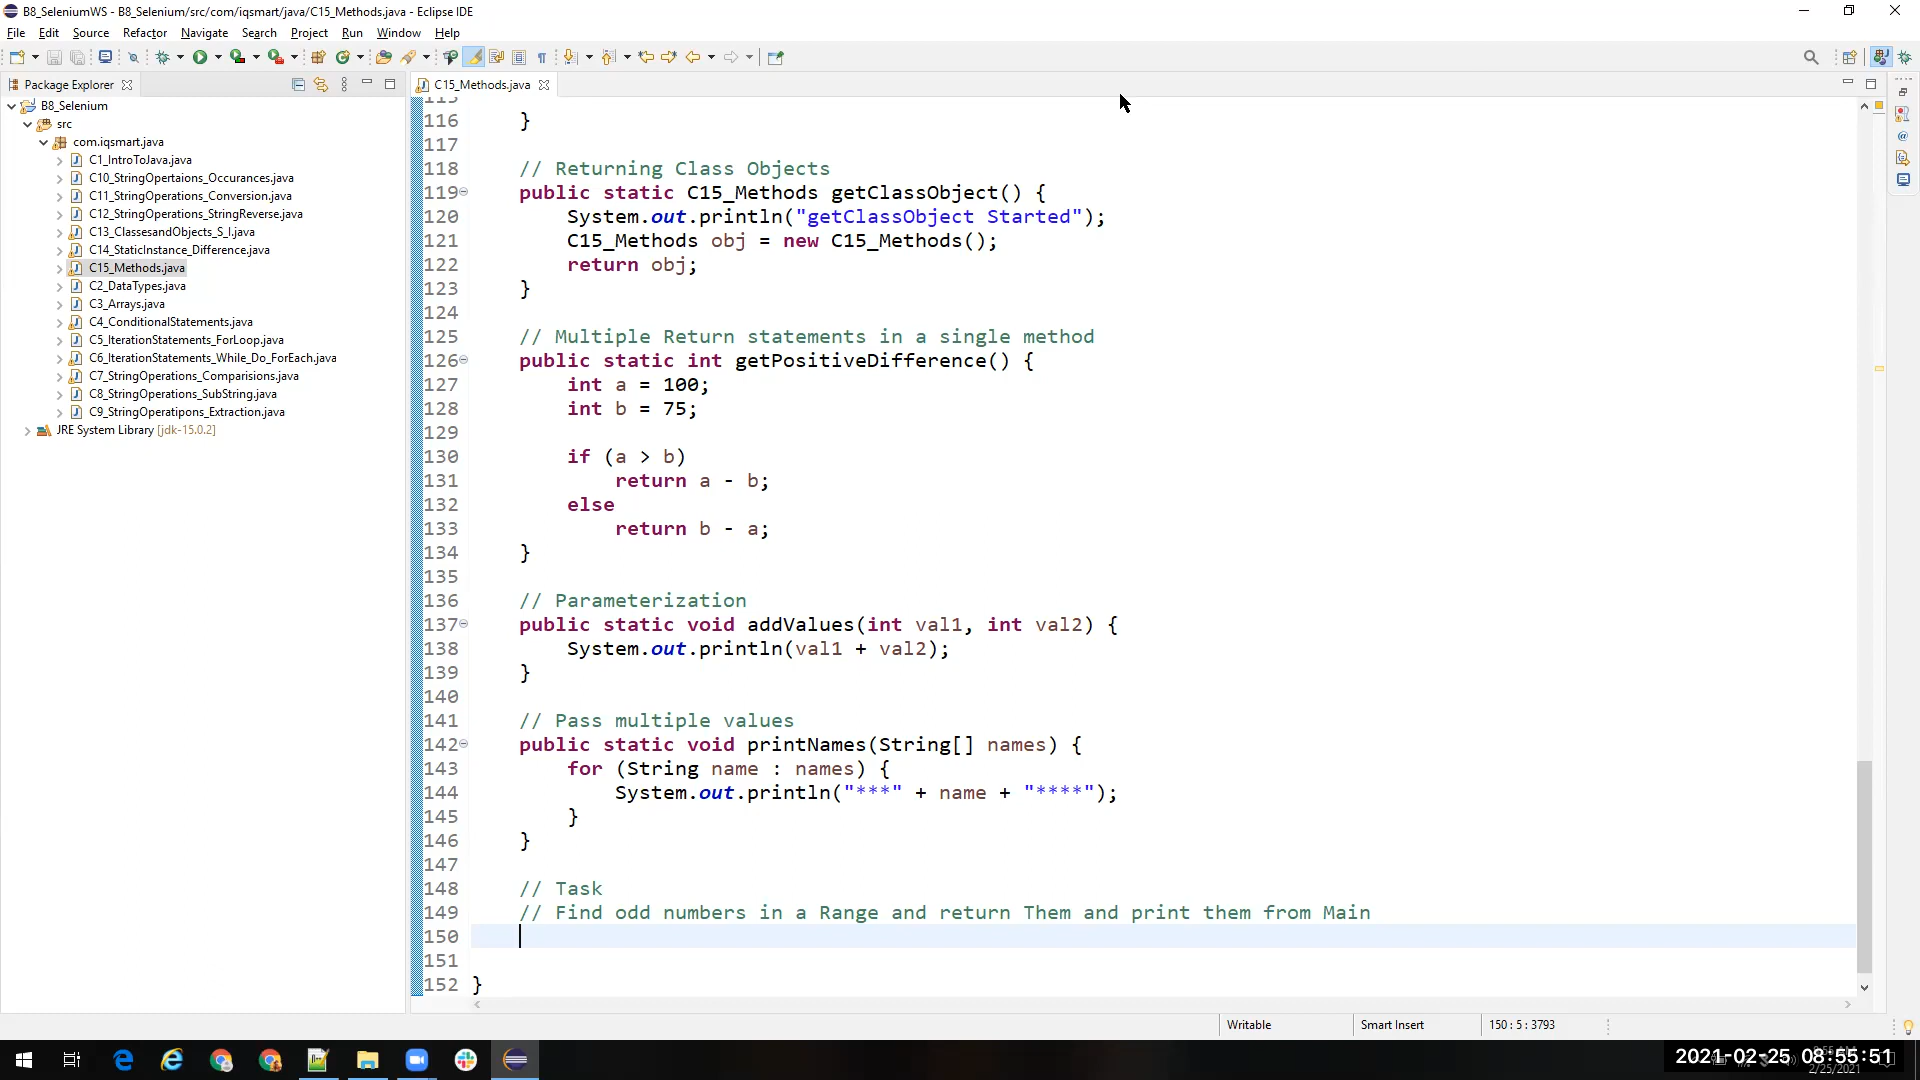 B8_SeleniumWS - B8_Selenium/src/com/iqsmart/java/C15_Methods.java - Eclipse IDE
File Edit Source Refactor Navigate Search Project Run Window Help
Package Explorer
C15_Methods.java
B8_Selenium
src
com.iqsmart.java
C1_IntroToJava.java
C10_StringOpertaions_Occurances.java
C11_StringOperations_Conversion.java
C12_StringOperations_StringReverse.java
C13_ClassesandObjects_S_I.java
C14_StaticInstance_Difference.java
C15_Methods.java
C2_DataTypes.java
C3_Arrays.java
C4_ConditionalStatements.java
C5_IterationStatements_ForLoop.java
C6_IterationStatements_While_Do_ForEach.java
C7_StringOperations_Comparisions.java
C8_StringOperations_SubString.java
C9_StringOperatipons_Extraction.java
JRE System Library [jdk-15.0.2]
115
116 }
117
118 // Returning Class Objects
119 public static C15_Methods getClassObject() {
120 System.out.println("getClassObject Started");
121 C15_Methods obj = new C15_Methods();
122 return obj;
123 }
124
125 // Multiple Return statements in a single method
126 public static int getPositiveDifference() {
127 int a = 100;
128 int b = 75;
129
130 if (a > b)
131 return a - b;
132 else
133 return b - a;
134 }
135
136 // Parameterization
137 public static void addValues(int val1, int val2) {
138 System.out.println(val1 + val2);
139 }
140
141 // Pass multiple values
142 public static void printNames(String[] names) {
143 for (String name : names) {
144 System.out.println("***" + name + "****");
145 }
146 }
147
148 // Task
149 // Find odd numbers in a Range and return Them and print them from Main
150
151
152 }
Writable Smart Insert 150 : 5 : 3793
2021-02-25 08:55:51
2/25/2021